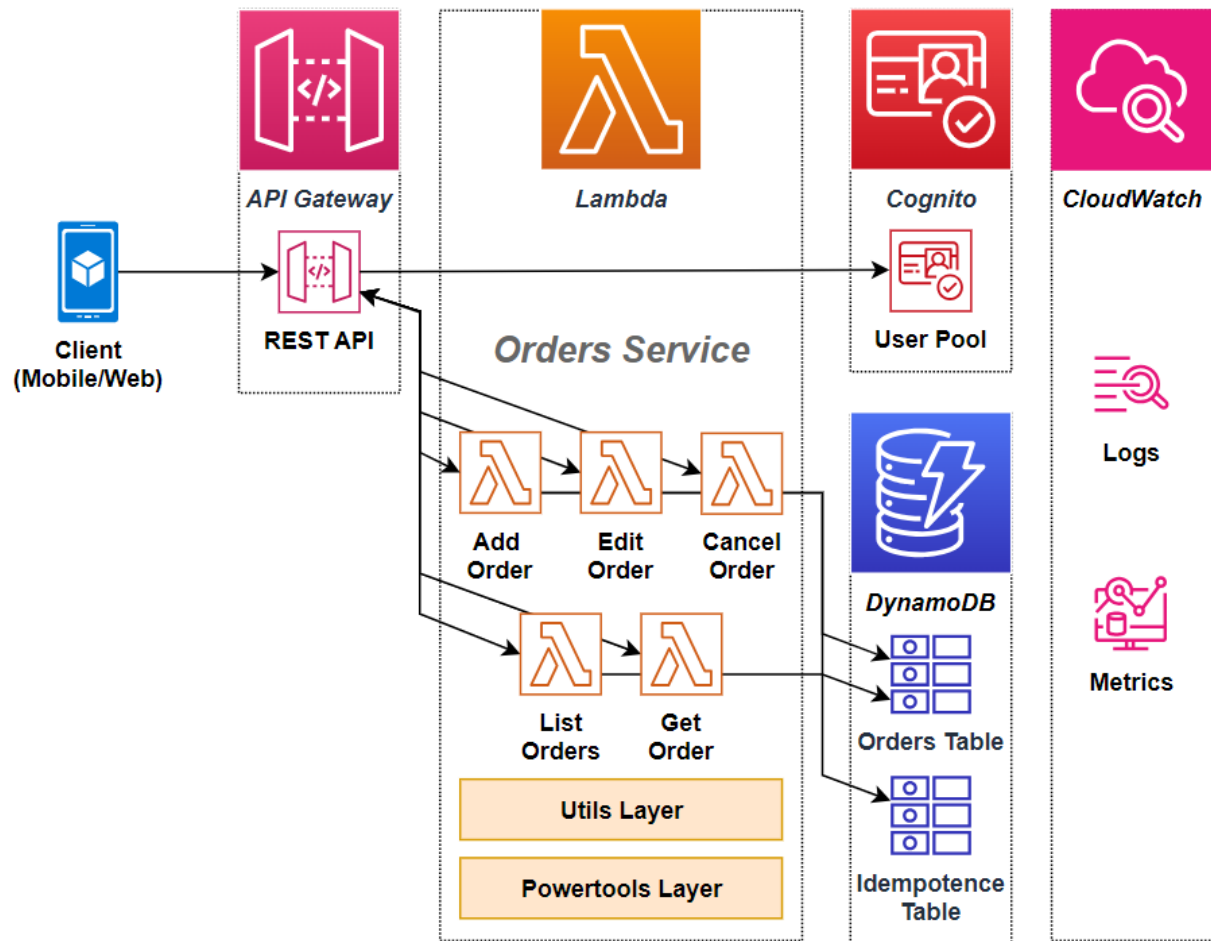 API Gateway
Lambda
Cognito
CloudWatch
</>
</>
REST API
User Pool
Client
(Mobile/Web)
Orders Service
Logs
Add
Order
Edit
Order
Cancel
Order
DynamoDB
Metrics
List
Orders
Get
Order
Orders Table
Utils Layer
Powertools Layer
Idempotence
Table